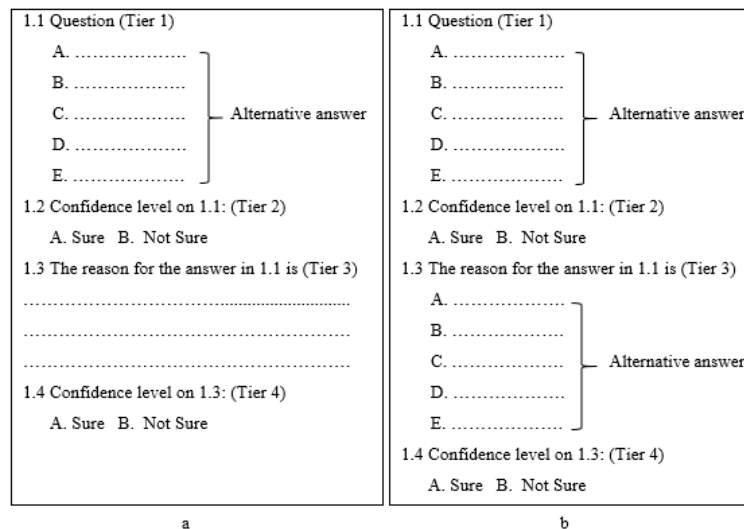 1.1 Question (Tier 1)
A. ………………..
B. ………………..
C. ………………..
D. ………………..
E. ………………..
Alternative answer
1.2 Confidence level on 1.1: (Tier 2)
A. Sure B. Not Sure
1.3 The reason for the answer in 1.1 is (Tier 3)
……………………………...............................
…………………………………………………
…………………………………………………
1.4 Confidence level on 1.3: (Tier 4)
A. Sure B. Not Sure
a
1.1 Question (Tier 1)
A. ………………..
B. ………………..
C. ………………..
D. ………………..
E. ………………..
Alternative answer
1.2 Confidence level on 1.1: (Tier 2)
A. Sure B. Not Sure
1.3 The reason for the answer in 1.1 is (Tier 3)
A. ………………..
B. ………………..
C. ………………..
D. ………………..
E. ………………..
Alternative answer
1.4 Confidence level on 1.3: (Tier 4)
A. Sure B. Not Sure
b